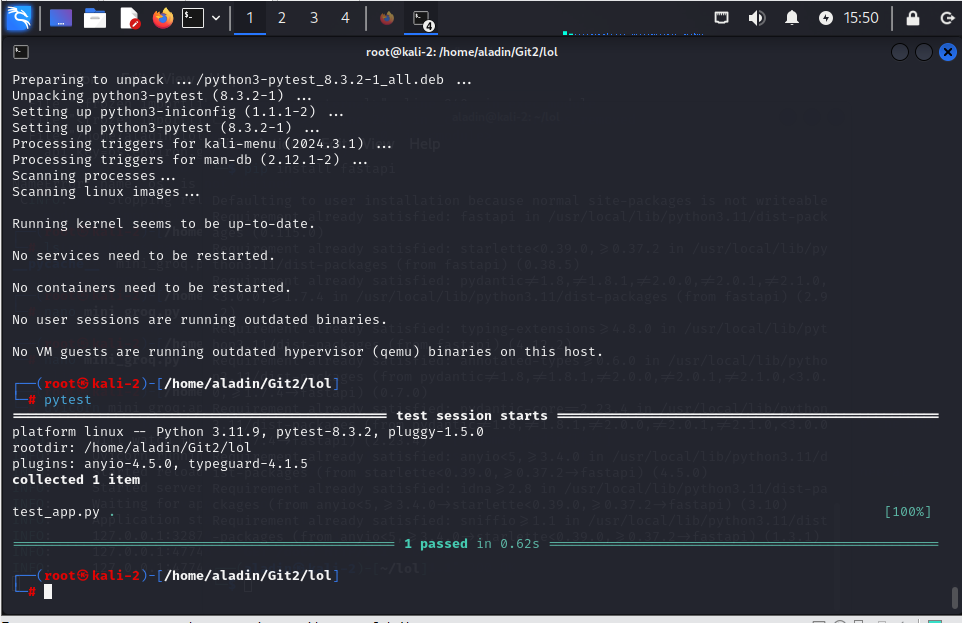 1 2 3 4 4 15:50
root@kali-2: /home/aladin/Git2/lol
Preparing to unpack .../python3-pytest_8.3.2-1_all.deb ...
Unpacking python3-pytest (8.3.2-1) ...
Setting up python3-iniconfig (1.1.1-2) ...
Setting up python3-pytest (8.3.2-1) ...
Processing triggers for kali-menu (2024.3.1) ...
Processing triggers for man-db (2.12.1-2) ...
Scanning processes...
Scanning linux images...
Running kernel seems to be up-to-date.
No services need to be restarted.
No containers need to be restarted.
No user sessions are running outdated binaries.
No VM guests are running outdated hypervisor (qemu) binaries on this host.
┌──(root㉿kali-2)-[/home/aladin/Git2/lol]
└─# pytest
test session starts
platform linux -- Python 3.11.9, pytest-8.3.2, pluggy-1.5.0
rootdir: /home/aladin/Git2/lol
plugins: anyio-4.5.0, typeguard-4.1.5
collected 1 item
test_app.py . [100%]
1 passed in 0.62s
┌──(root㉿kali-2)-[/home/aladin/Git2/lol]
└─#